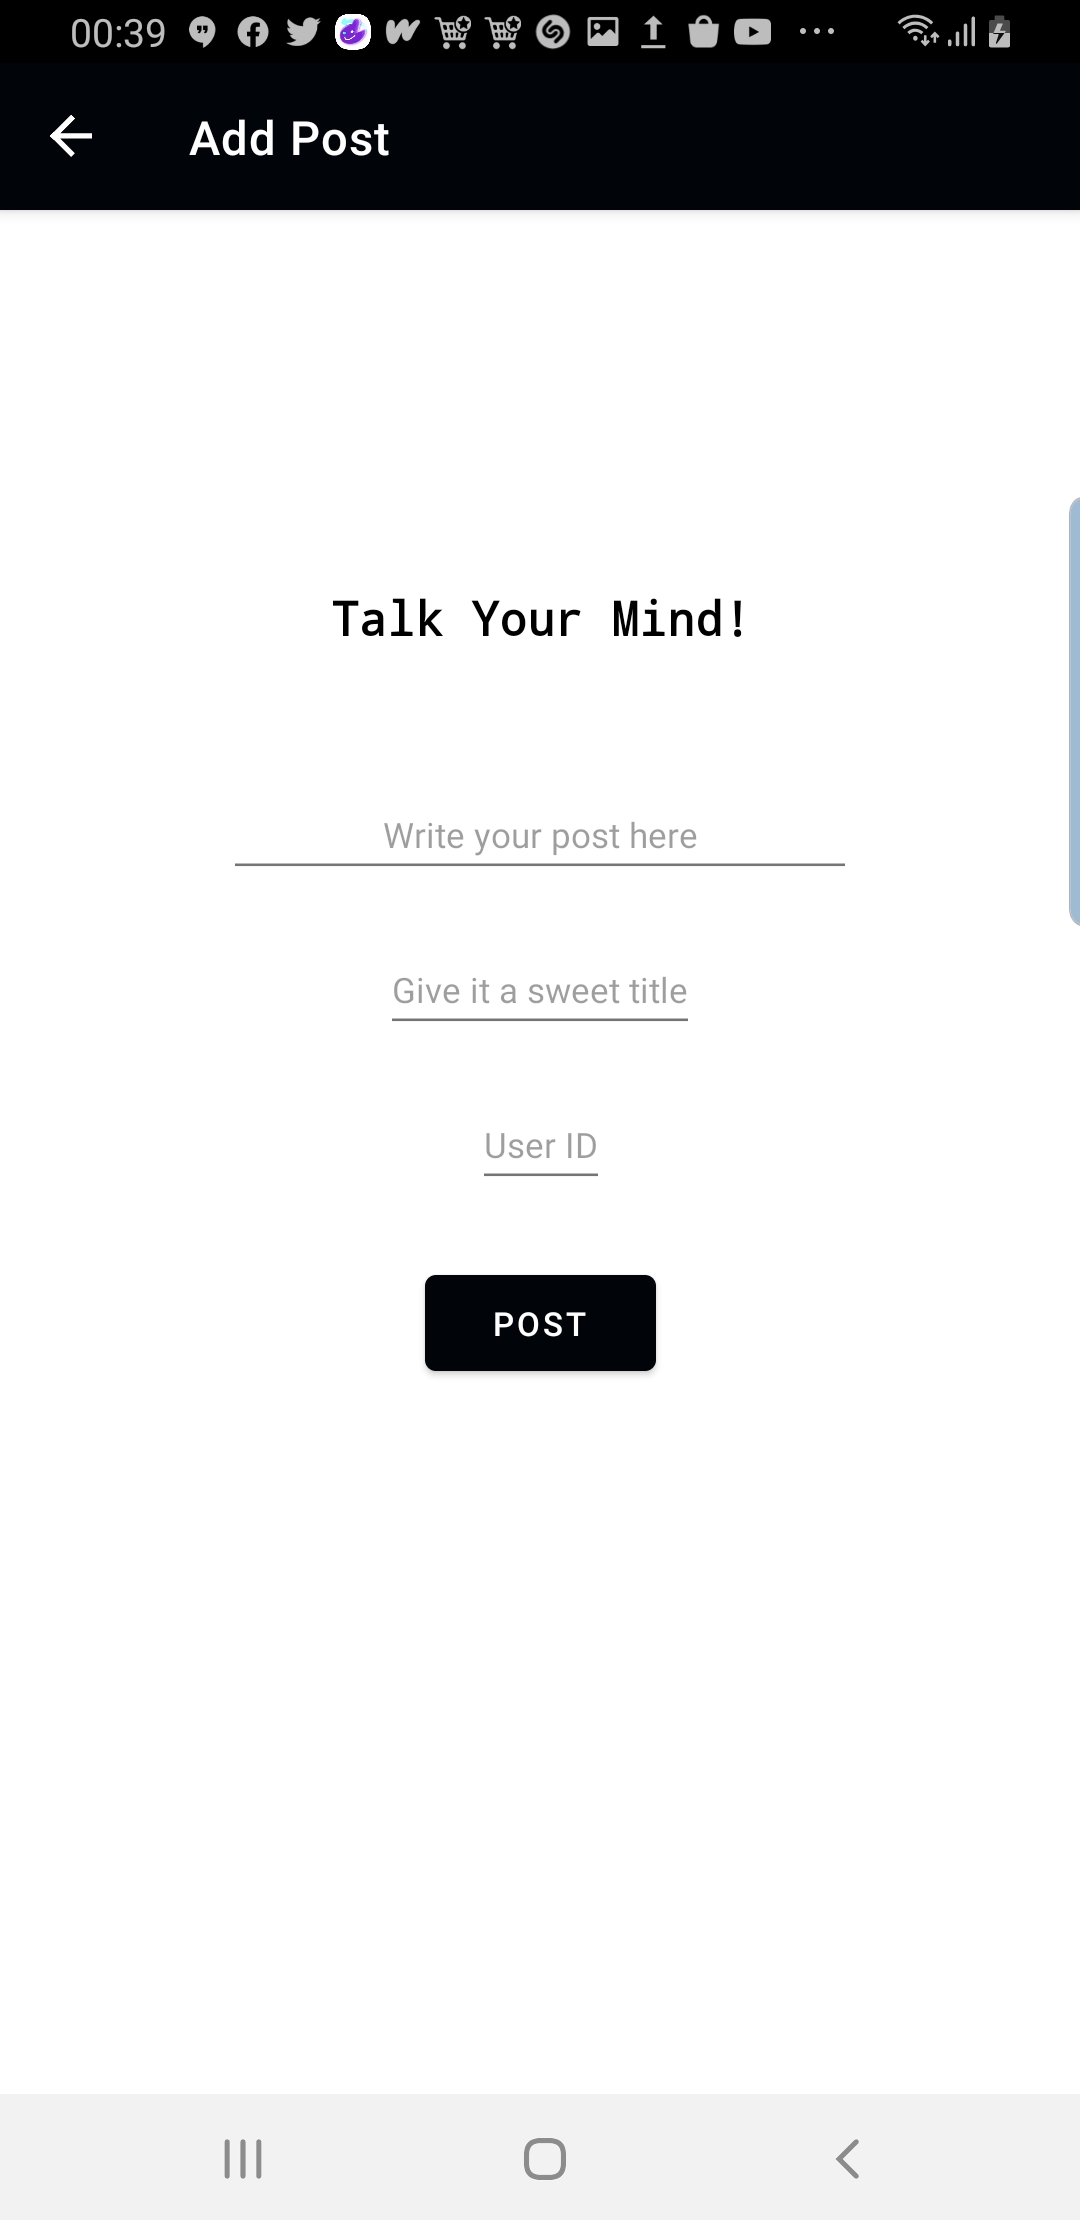 00:39
Add Post
Talk Your Mind!
Write your post here
Give it a sweet title
User ID
POST